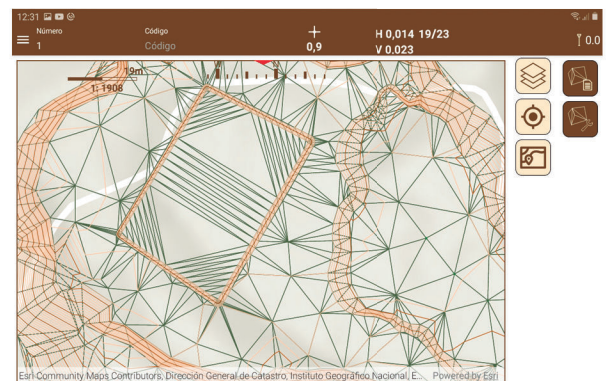 12:31
Número
1
Código
Código
0,9
H 0,014 19/23
V 0.023
0.0
19m
1: 1908
Esri Community Maps Contributors, Dirección General de Catastro, Instituto Geográfico Nacional, E... Powered by Esri